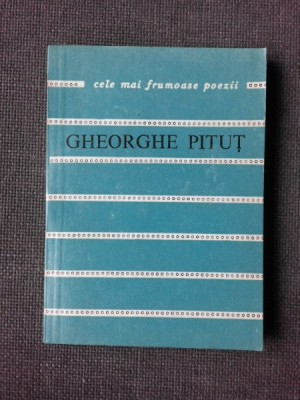 cele mai frumoase poezii
GHEORGHE PITUȚ